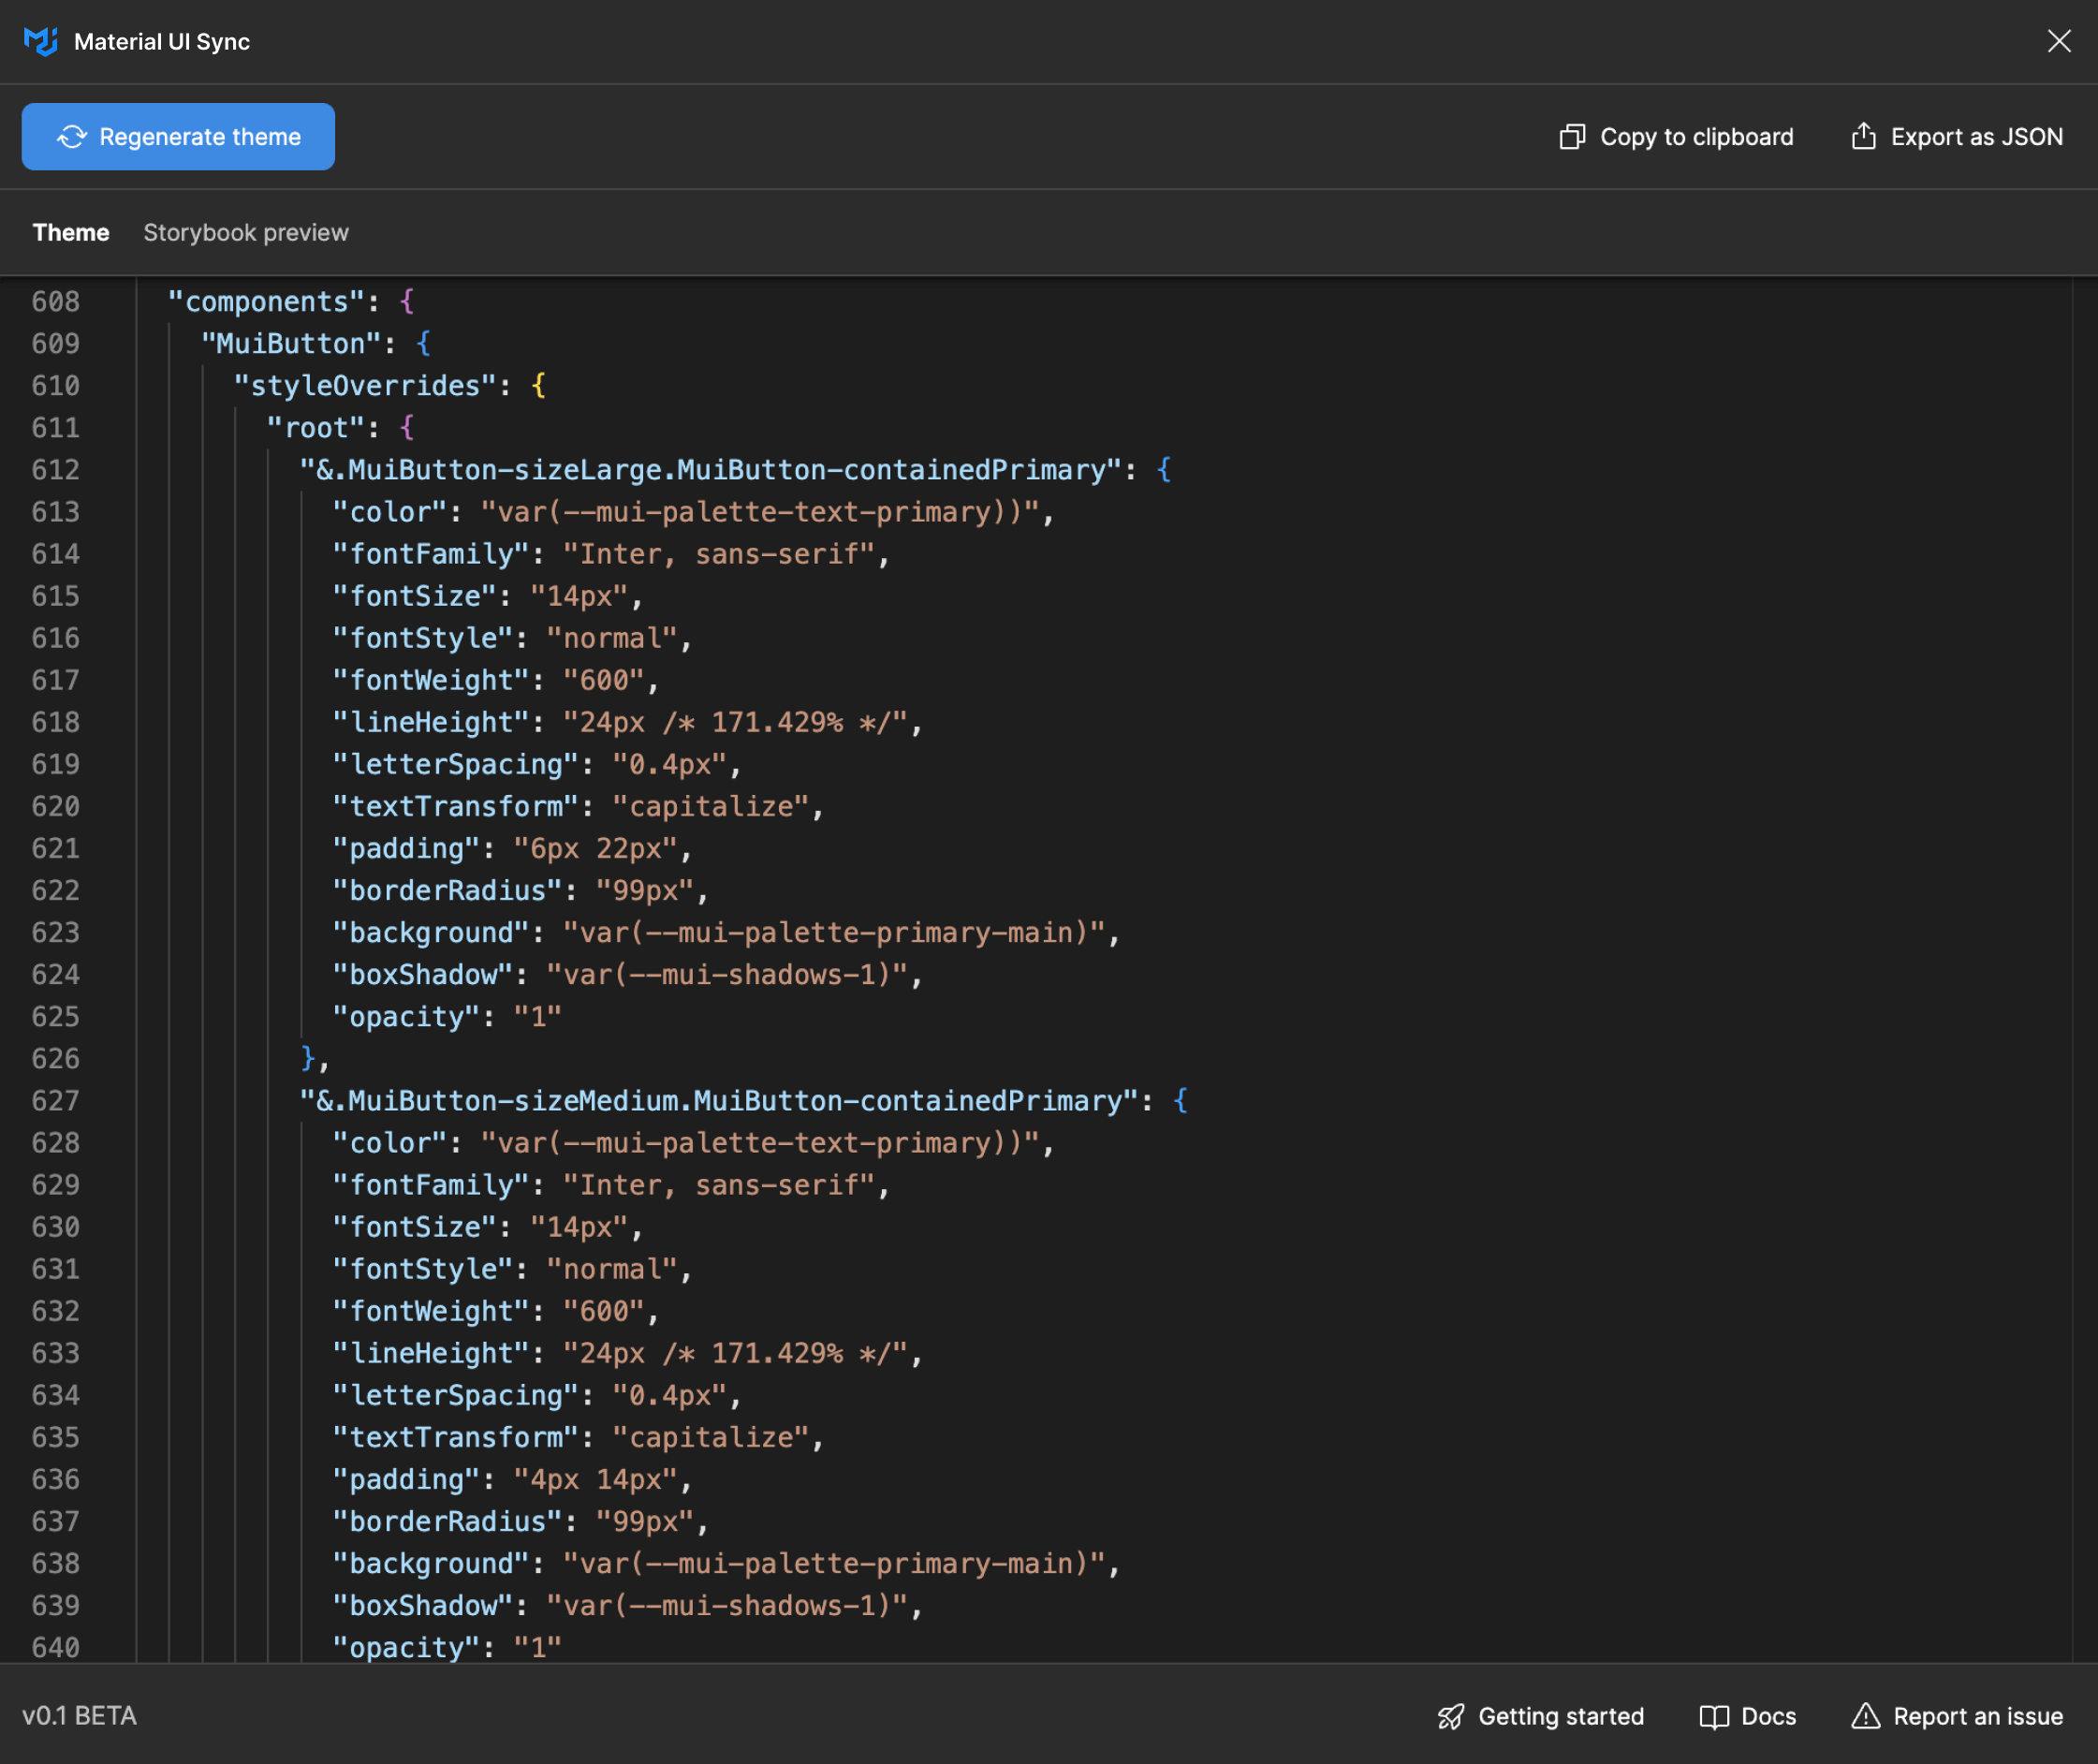 Material UI Sync
Regenerate theme
Copy to clipboard
Export as JSON
Theme
Storybook preview
608 "components": {
609 "MuiButton": {
610 "styleOverrides": {
611 "root": {
612 "&.MuiButton-sizeLarge.MuiButton-containedPrimary": {
613 "color": "var(--mui-palette-text-primary))",
614 "fontFamily": "Inter, sans-serif",
615 "fontSize": "14px",
616 "fontStyle": "normal",
617 "fontWeight": "600",
618 "lineHeight": "24px /* 171.429% */",
619 "letterSpacing": "0.4px",
620 "textTransform": "capitalize",
621 "padding": "6px 22px",
622 "borderRadius": "99px",
623 "background": "var(--mui-palette-primary-main)",
624 "boxShadow": "var(--mui-shadows-1)",
625 "opacity": "1"
626 },
627 "&.MuiButton-sizeMedium.MuiButton-containedPrimary": {
628 "color": "var(--mui-palette-text-primary))",
629 "fontFamily": "Inter, sans-serif",
630 "fontSize": "14px",
631 "fontStyle": "normal",
632 "fontWeight": "600",
633 "lineHeight": "24px /* 171.429% */",
634 "letterSpacing": "0.4px",
635 "textTransform": "capitalize",
636 "padding": "4px 14px",
637 "borderRadius": "99px",
638 "background": "var(--mui-palette-primary-main)",
639 "boxShadow": "var(--mui-shadows-1)",
640 "opacity": "1"
v0.1 BETA
Getting started
Docs
Report an issue